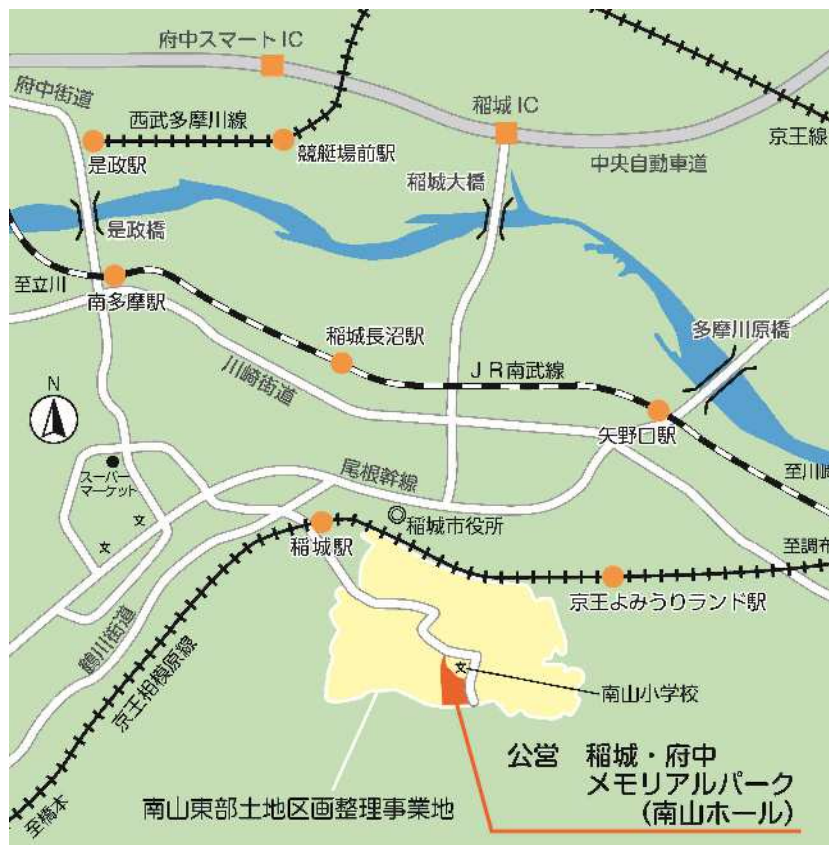 府中スマートIC
府中街道
西武多摩川線
稲城IC
京王線
是政駅
競艇場前駅
稲城大橋
中央自動車道
是政橋
至立川
南多摩駅
稲城長沼駅
多摩川原橋
川崎街道
JR南武線
N
矢野口駅
スーパー
マーケット
尾根幹線
至川崎
文
文
稲城市役所
稲城駅
至調布
京王よみうりランド駅
鶴川街道
京王相模原線
文
南山小学校
公営 稲城・府中
メモリアルパーク
(南山ホール)
南山東部土地区画整理事業地
至橋本